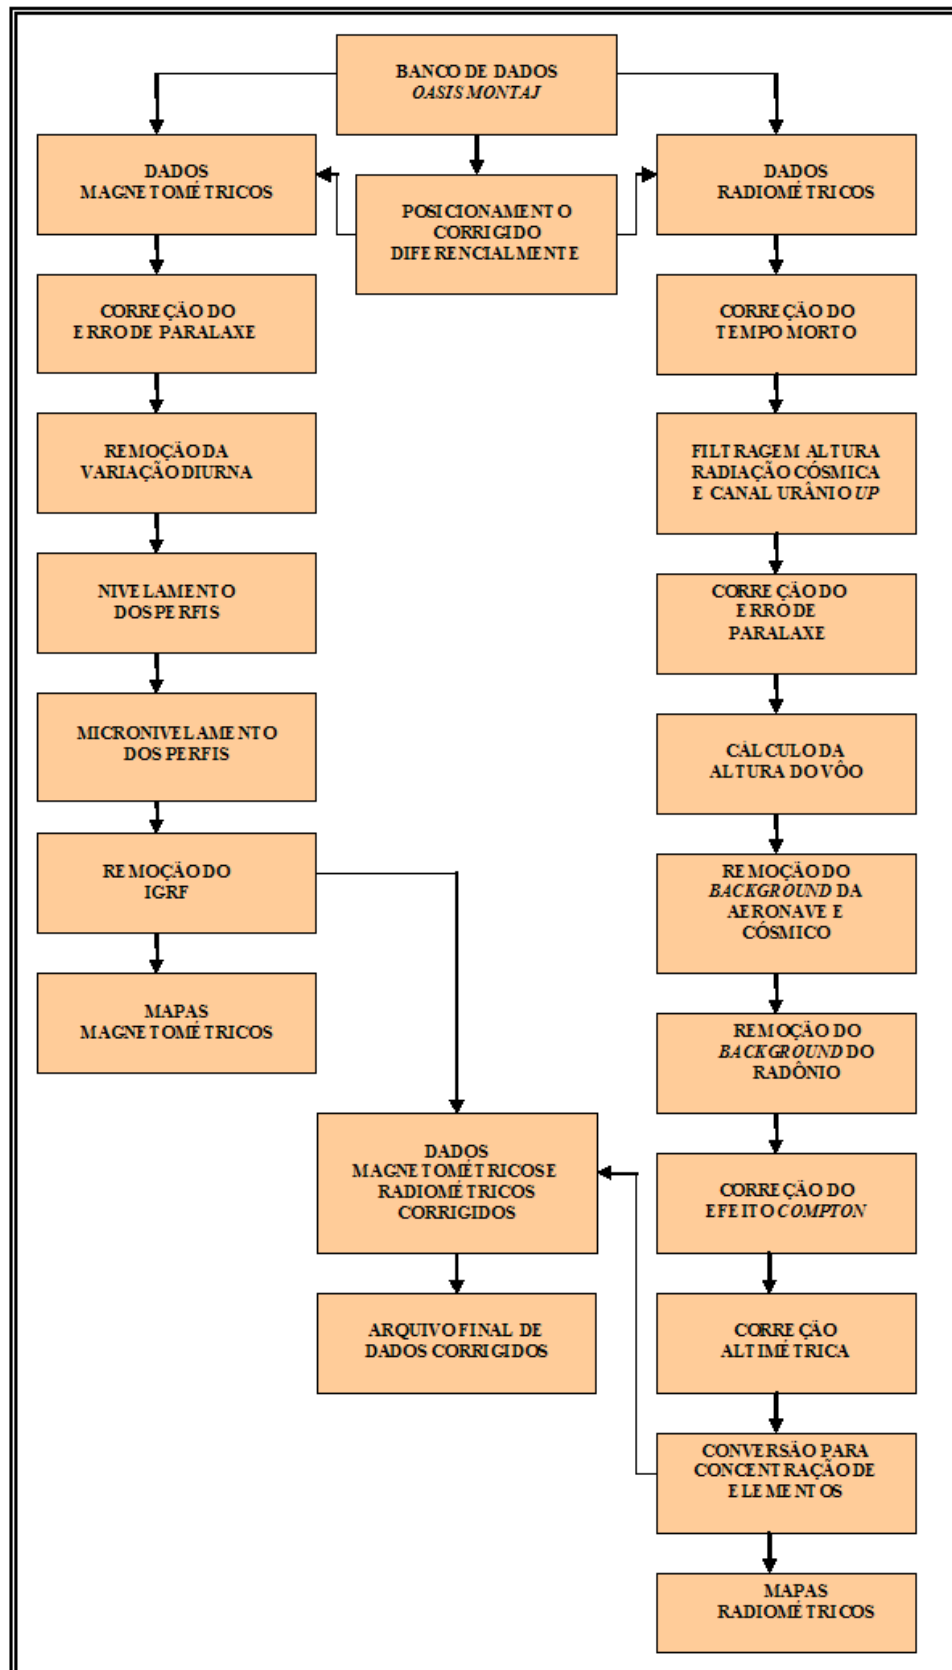 BANCO DE DADOS
OASIS MONTAJ
DADOS
MAGNETOMÉTRICOS
POSICIONAMENTO
CORRIGIDO
DIFERENCIALMENTE
DADOS
RADIOMÉTRICOS
CORREÇÃO DO
ERRO DE PARALAXE
REMOÇÃO DA
VARIAÇÃO DIURNA
NIVELAMENTO
DOS PERFIS
MICRONIVELAMENTO
DOS PERFIS
REMOÇÃO DO
IGRF
MAPAS
MAGNETOMÉTRICOS
CORREÇÃO DO
TEMPO MORTO
FILTRAGEM ALTURA
RADIAÇÃO CÓSMICA
E CANAL URÂNIO UP
CORREÇÃO DO
ERRO DE
PARALAXE
CÁLCULO DA
ALTURA DO VÔO
REMOÇÃO DO
BACKGROUND DA
AERONAVE E
CÓSMICO
REMOÇÃO DO
BACKGROUND DO
RADÔNIO
CORREÇÃO DO
EFEITO COMPTON
CORREÇÃO
ALTIMÉTRICA
CONVERSÃO PARA
CONCENTRAÇÃO DE
ELEMENTOS
MAPAS
RADIOMÉTRICOS
DADOS
MAGNETOMÉTRICOS E
RADIOMÉTRICOS
CORRIGIDOS
ARQUIVO FINAL DE
DADOS CORRIGIDOS